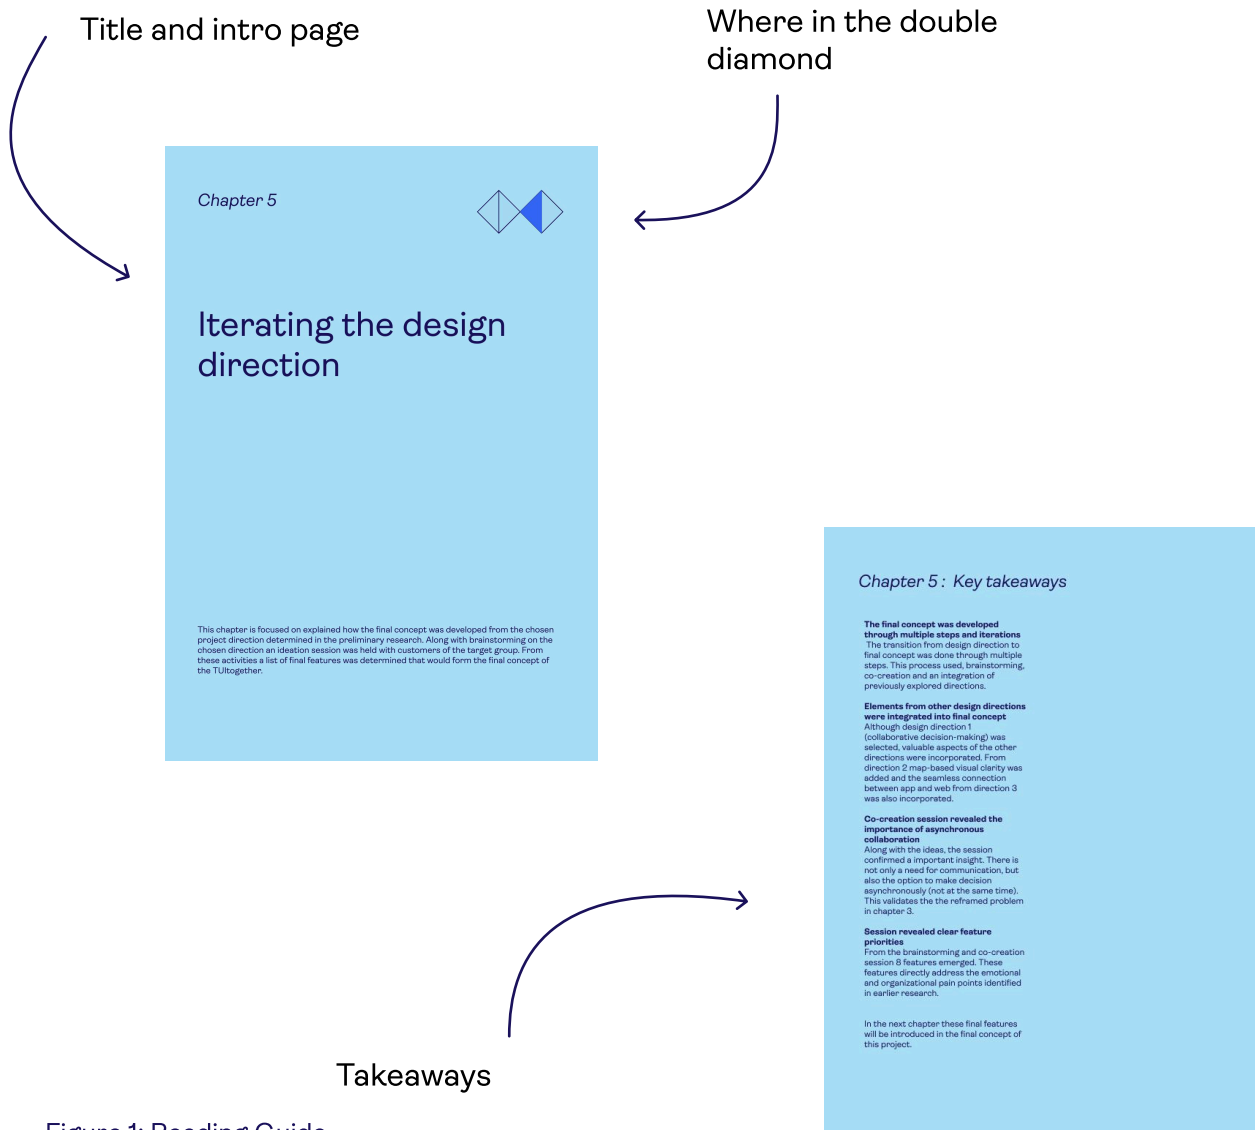 Title and intro page
Where in the double
diamond
Chapter 5
Iterating the design
direction
This chapter is focused on explained how the final concept was developed from the chosen
project direction determined in the preliminary research. Along with brainstorming on the
chosen direction an ideation session was held with customers of the target group. From
these activities a list of final features was determined that would form the final concept of
the TUItogether.
Chapter 5 :  Key takeaways
The final concept was developed
through multiple steps and iterations
The transition from design direction to
final concept was done through multiple
steps. This process used, brainstorming,
co-creation and an integration of
previously explored directions.
Elements from other design directions
were integrated into final concept
Although design direction 1
(collaborative decision-making) was
selected, valuable aspects of the other
directions were incorporated. From
direction 2 map-based visual clarity was
added and the seamless connection
between app and web from direction 3
was also incorporated.
Co-creation session revealed the
importance of asynchronous
collaboration
Along with the ideas, the session
confirmed a important insight. There is
not only a need for communication, but
also the option to make decision
asynchronously (not at the same time).
This validates the the reframed problem
in chapter 3.
Session revealed clear feature
priorities
From the brainstorming and co-creation
session 8 features emerged. These
features directly address the emotional
and organizational pain points identified
in earlier research.
In the next chapter these final features
will be introduced in the final concept of
this project.
Takeaways
Figure 1: Reading Guide